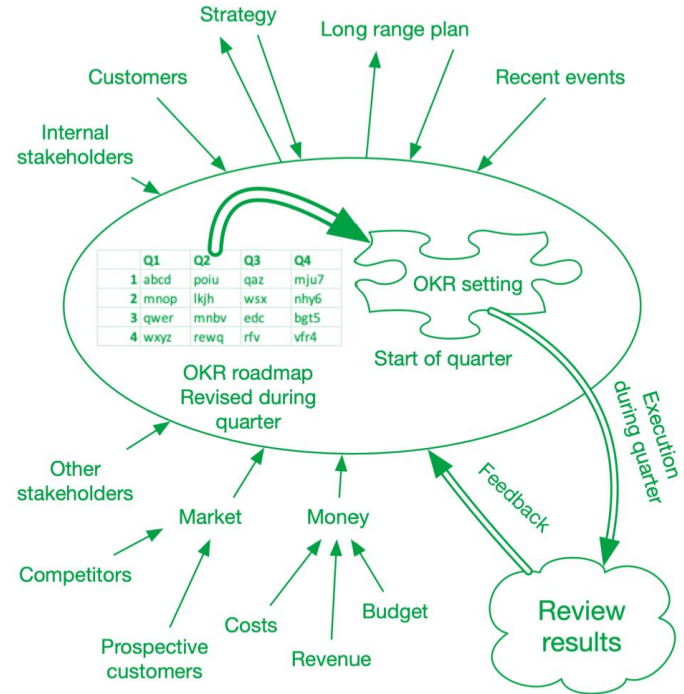 Strategy
Long range plan
Customers
Recent events
Internal
stakeholders
Q1 Q2 Q3 Q4
1 abcd poiu qaz mju7
2 mnop lkjh wsx nhy6
3 qwer mnbv edc bgt5
4 wxyz rewq rfv vfr4
OKR setting
Start of quarter
OKR roadmap
Revised during
quarter
Execution
during quarter
Feedback
Other
stakeholders
Market
Money
Competitors
Costs
Budget
Prospective
customers
Revenue
Review
results